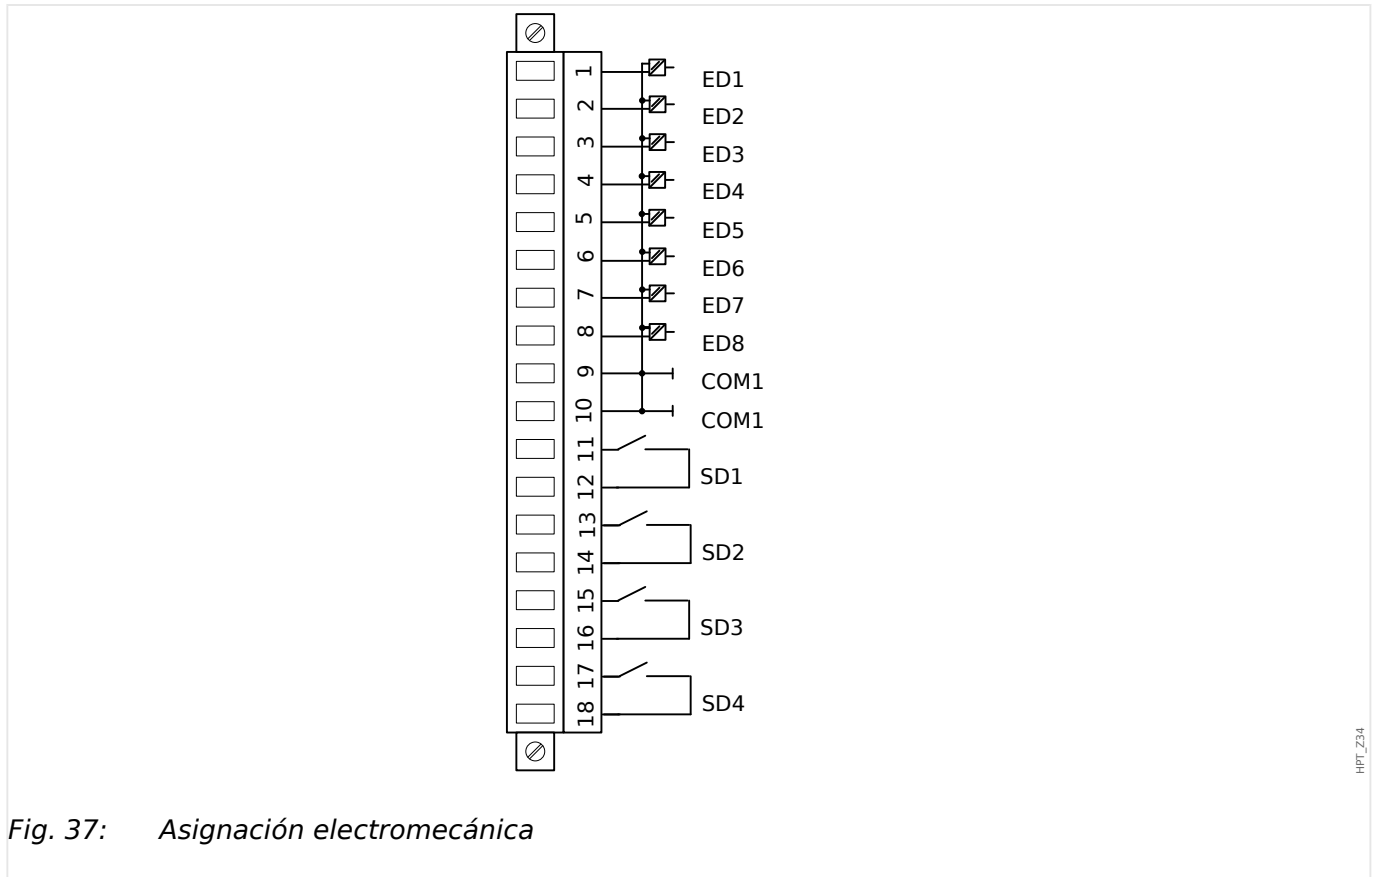 1 ED1
2 ED2
3 ED3
4 ED4
5 ED5
6 ED6
7 ED7
8 ED8
9 COM1
10 COM1
11
SD1
12
13
SD2
14
15
SD3
16
17
SD4
18
HPT_Z34
Fig. 37: Asignación electromecánica